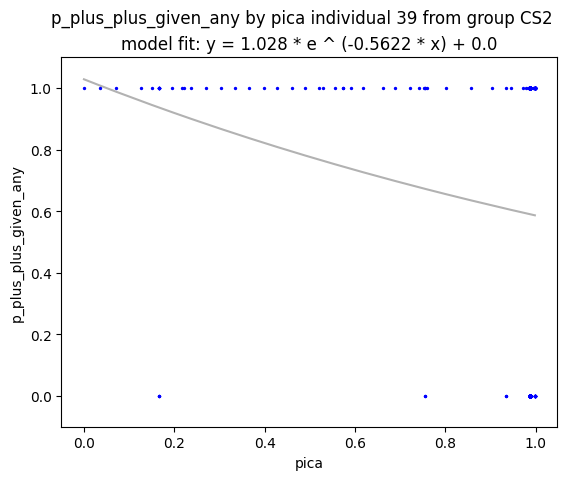 p_plus_plus_given_any by pica individual 39 from group CS2
model fit: y = 1.028 * e ^ (-0.5622 * x) + 0.0
p_plus_plus_given_any
1.0
0.8
0.6
0.4
0.2
0.0
0.0 0.2 0.4 0.6 0.8 1.0
pica